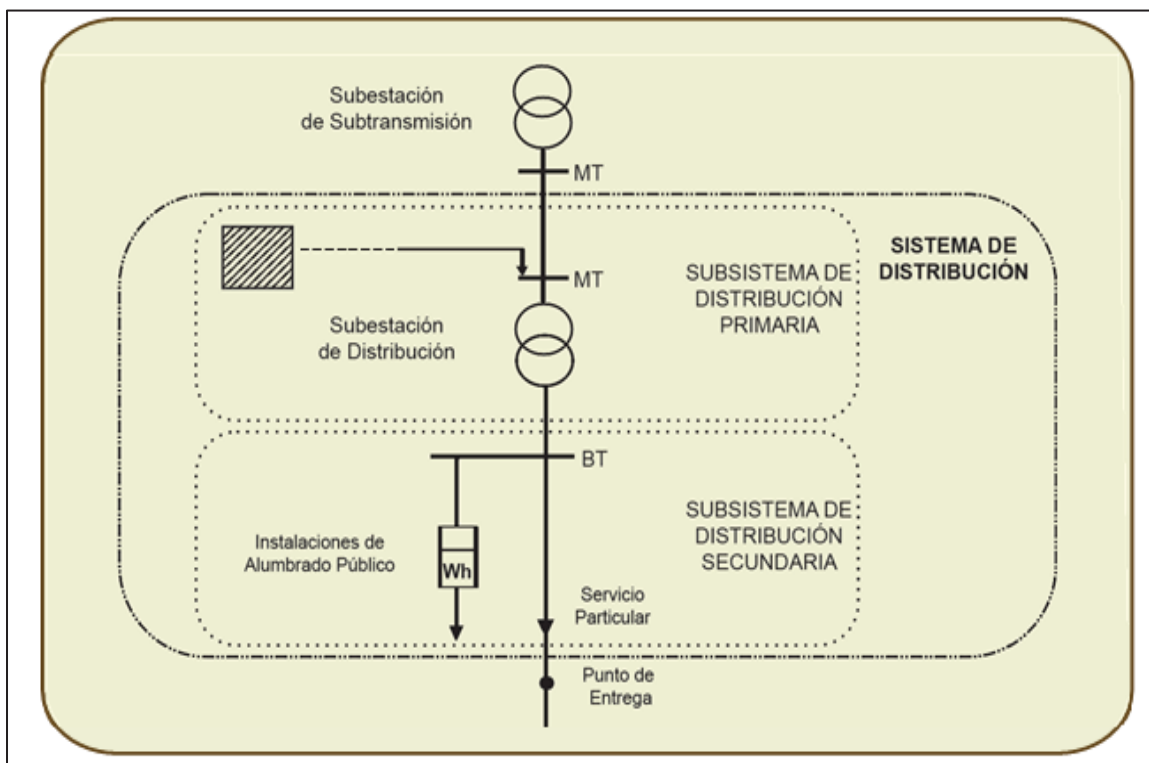 Subestación
de Subtransmisión
MT
SISTEMA DE
DISTRIBUCIÓN
SUBSISTEMA DE
DISTRIBUCIÓN
PRIMARIA
MT
Subestación
de Distribución
BT
SUBSISTEMA DE
DISTRIBUCIÓN
SECUNDARIA
Instalaciones de
Alumbrado Público
Wh
Servicio
Particular
Punto de
Entrega